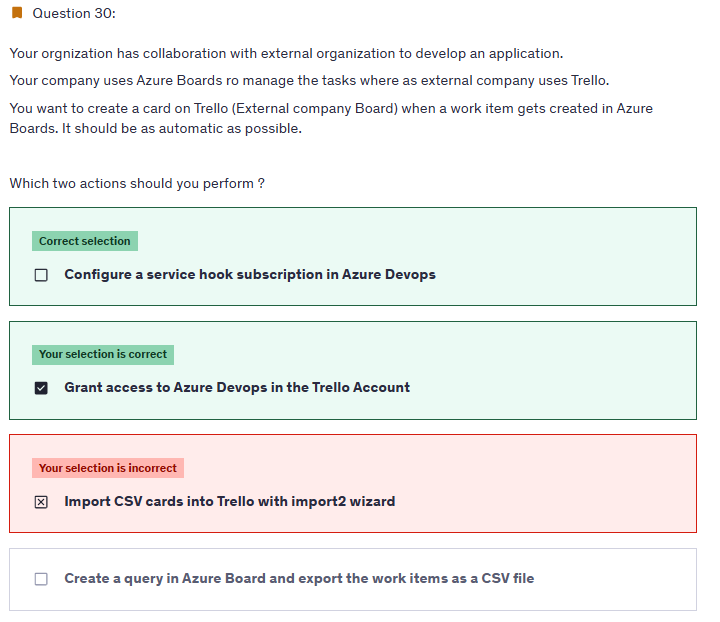 Question 30:
Your orgnization has collaboration with external organization to develop an application.
Your company uses Azure Boards ro manage the tasks where as external company uses Trello.
You want to create a card on Trello (External company Board) when a work item gets created in Azure
Boards. It should be as automatic as possible.
Which two actions should you perform ?
Correct selection
Configure a service hook subscription in Azure Devops
Your selection is correct
Grant access to Azure Devops in the Trello Account
Your selection is incorrect
Import CSV cards into Trello with import2 wizard
Create a query in Azure Board and export the work items as a CSV file